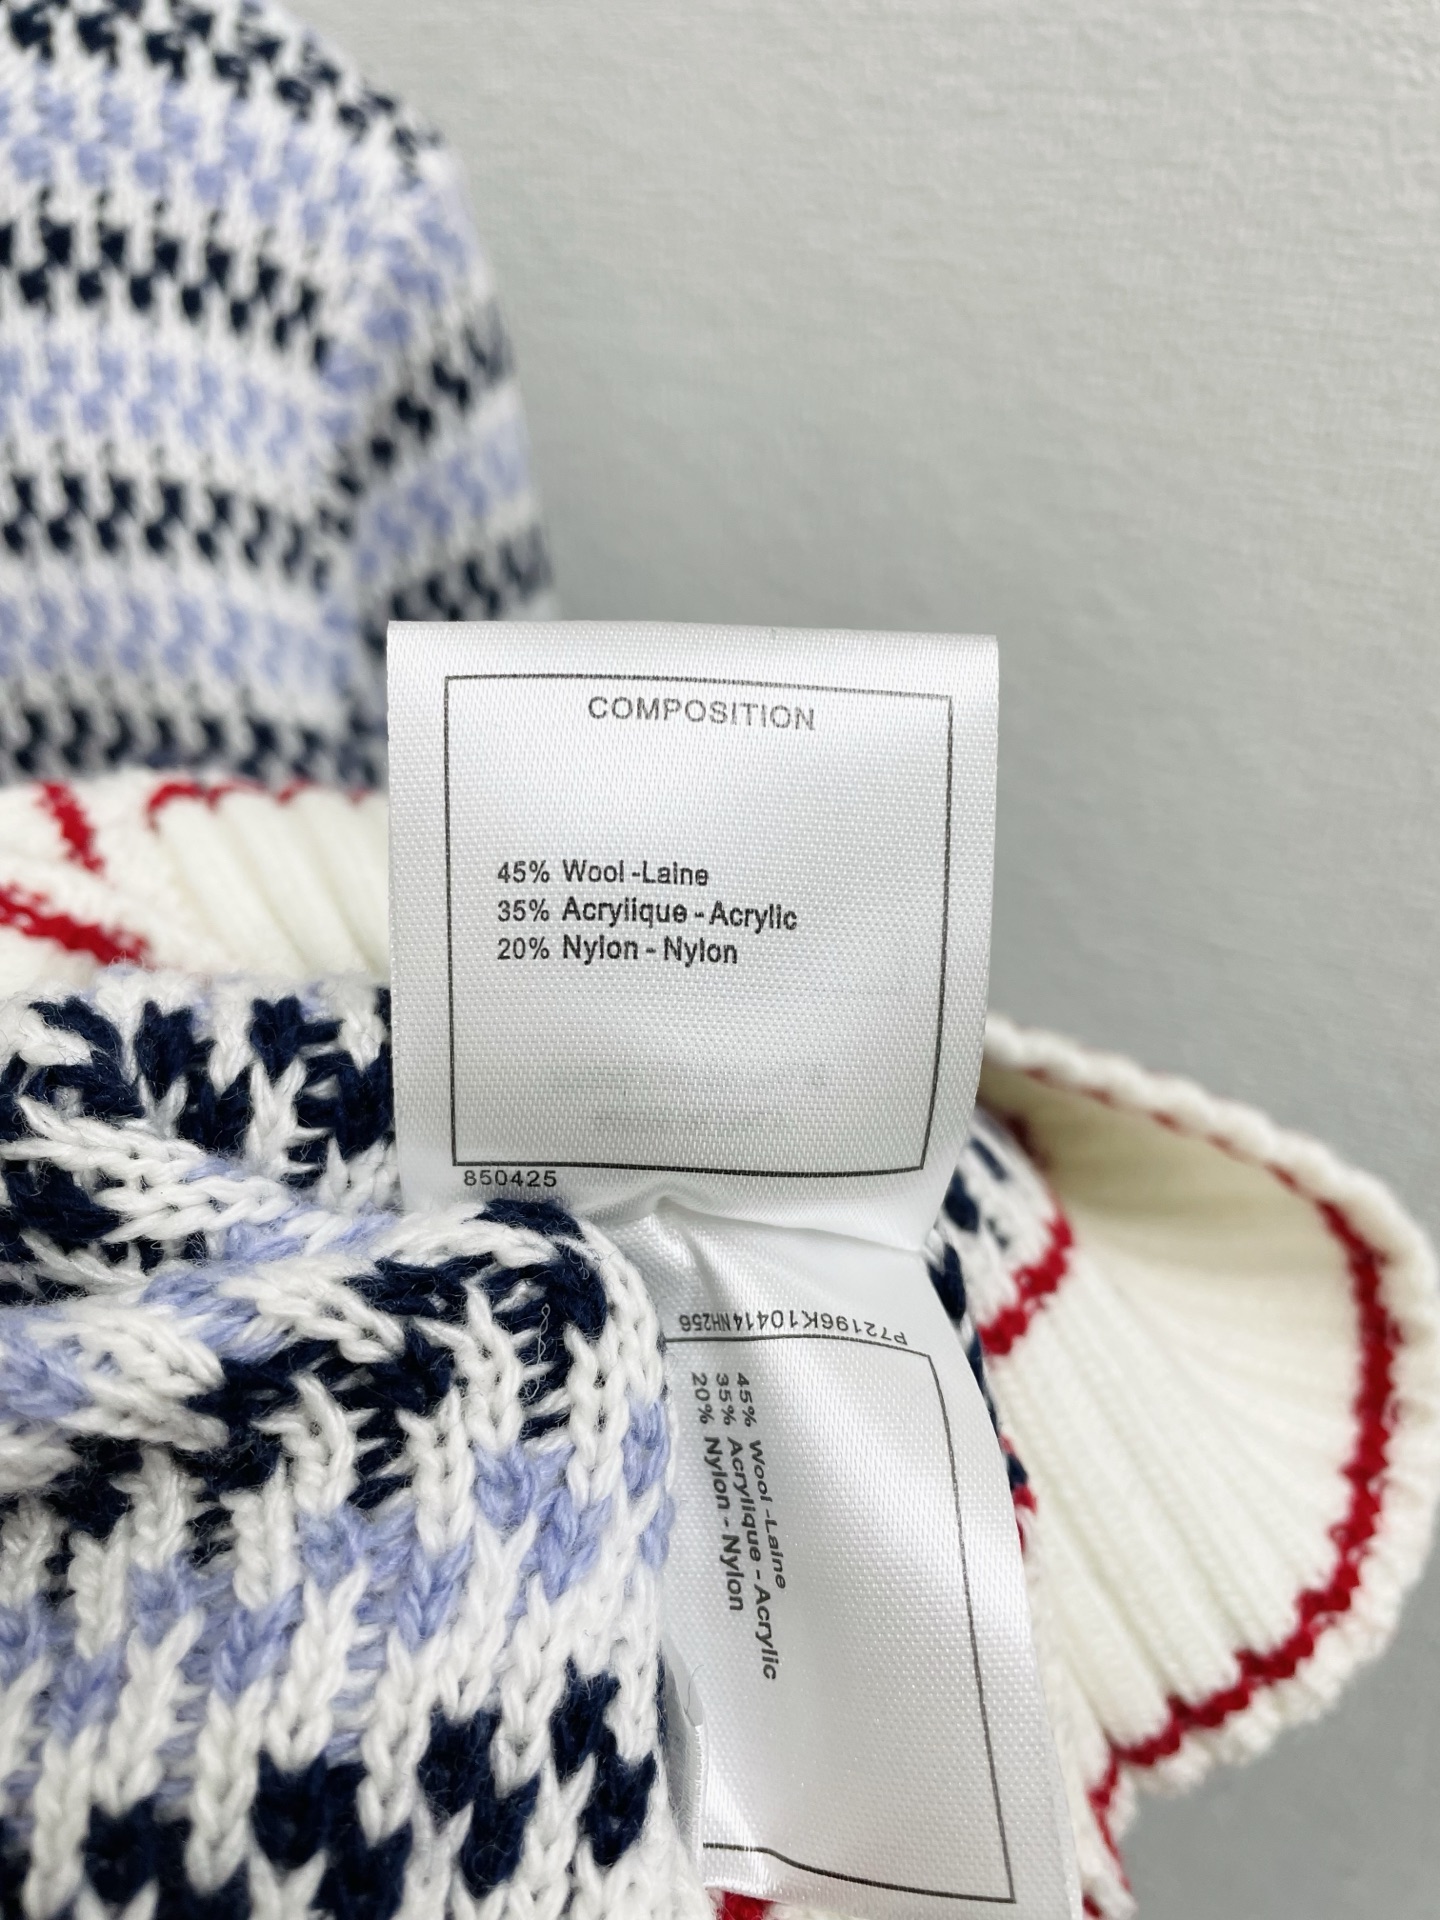 COMPOSITION
45% Wool -Laine
35% Acryiique - Acrylic
20% Nylon - Nylon
850425
P72196K10414NH256
45% Wool -Laine
35% Acrylique - Acrylic
20% Nylon - Nylon